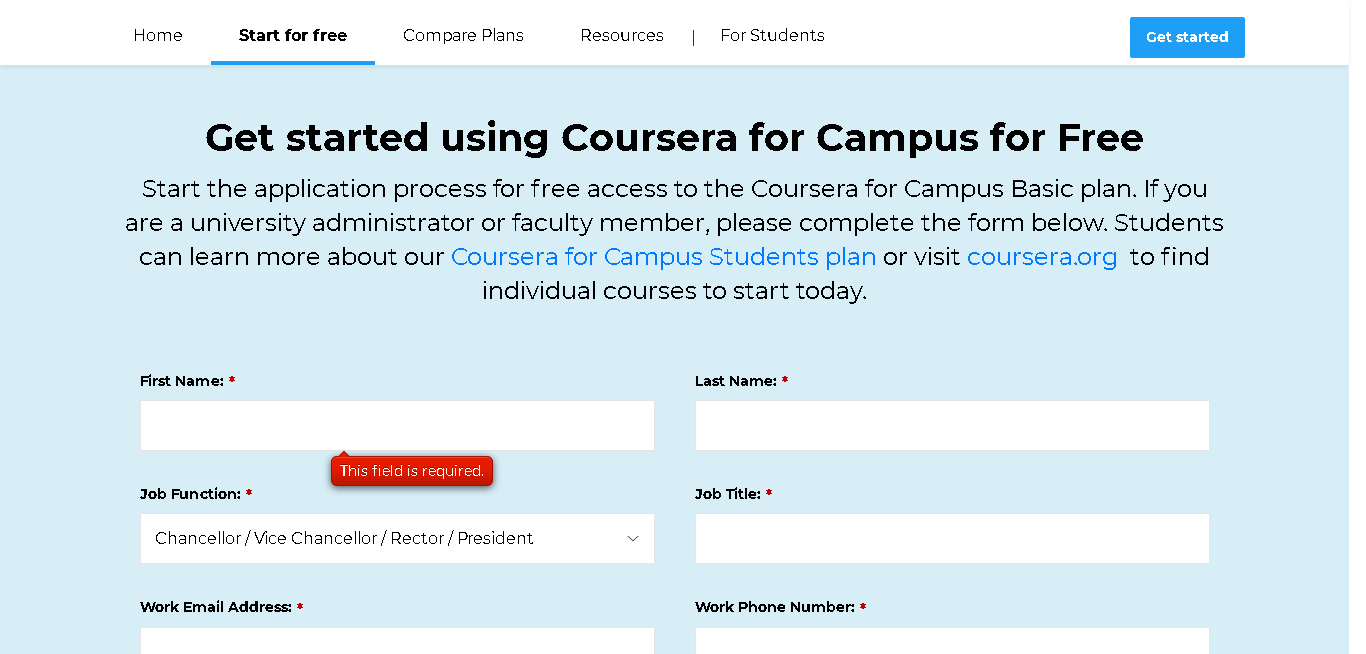 Home Start for free Compare Plans Resources | For Students Get started
Get started using Coursera for Campus for Free
Start the application process for free access to the Coursera for Campus Basic plan. If you
are a university administrator or faculty member, please complete the form below. Students
can learn more about our Coursera for Campus Students plan or visit coursera.org to find
individual courses to start today.
First Name: * Last Name: *
This field is required.
Job Function: * Job Title: *
Chancellor / Vice Chancellor / Rector / President
Work Email Address: * Work Phone Number: *